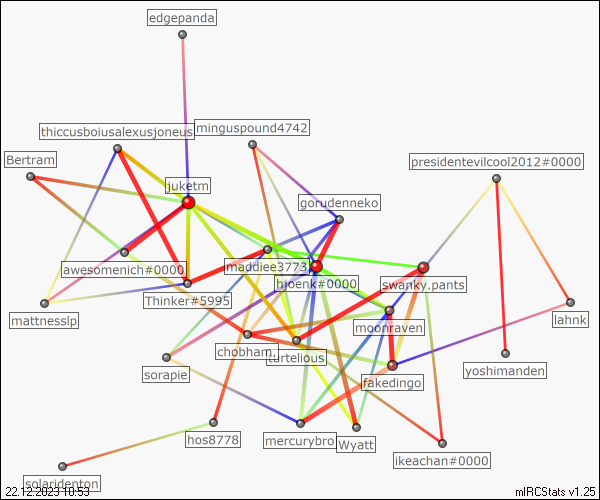 edgepanda
thiccusboiusalexusjoneus
minguspound4742
Bertram
presidentevilcool2012#0000
juketm
gorudenneko
awesomenich#0000
maddiee3773
hjoenk#0000
swanky.pants
Thinker#5995
mattnesslp
moonraven
lahnk
chobham.
turtelious
sorapie
yoshimanden
fakedingo
hos8778
mercurybro
Wyatt
ikeachan#0000
solaridenton
22.12.2023 10:53
mIRCStats v1.25